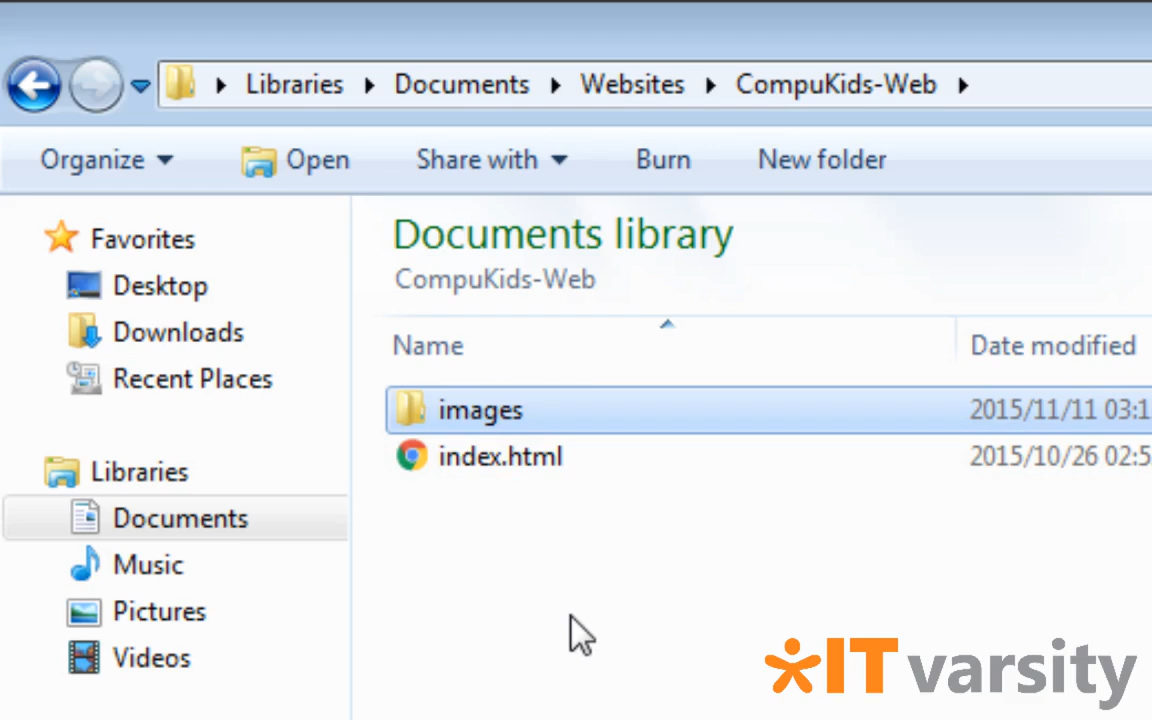 Libraries Documents Websites CompuKids-Web
Organize Open Share with Burn New folder
Favorites
Desktop
Downloads
Recent Places
Libraries
Documents
Music
Pictures
Videos
Documents library
CompuKids-Web
Name Date modified
images 2015/11/11 03:1
index.html 2015/10/26 02:5
IT varsity